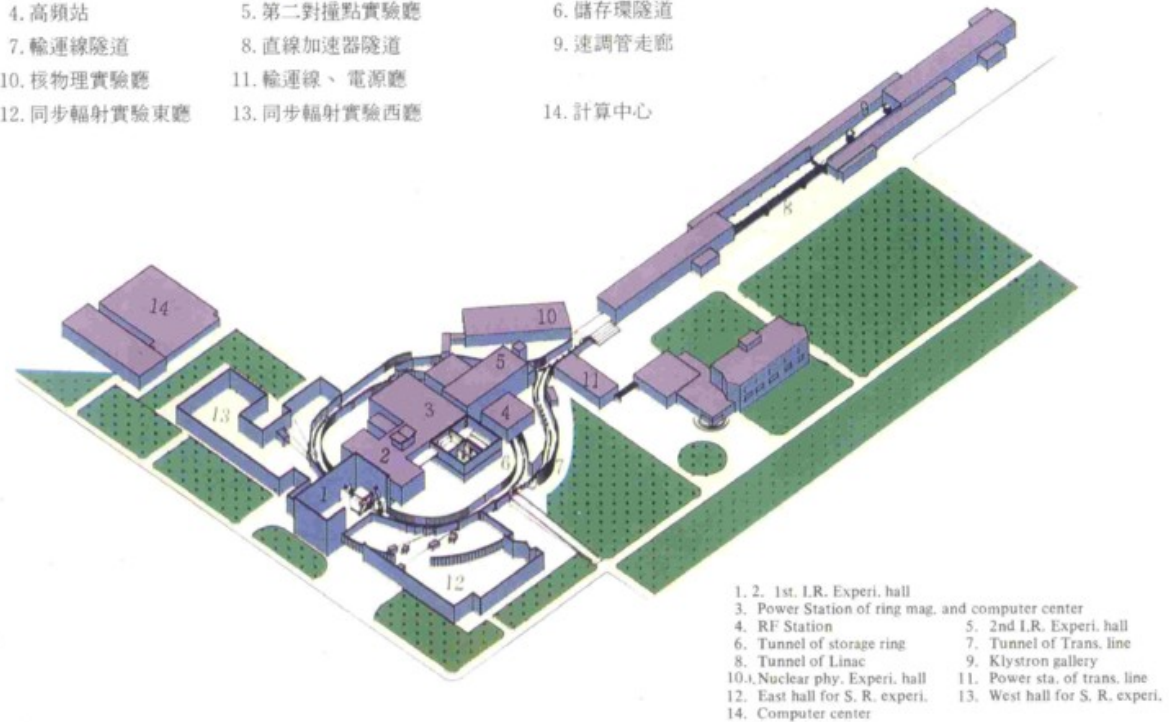 4. 高頻站 5. 第二對撞點實驗廳 6. 儲存環隧道
7. 輸運線隧道 8. 直線加速器隧道 9. 速調管走廊
10. 核物理實驗廳 11. 輸運線、 電源廳
12. 同步輻射實驗東廳 13. 同步輻射實驗西廳 14. 計算中心
8
14
10
5
11
13
3
4
2
6
7
1
12
1. 2. 1st. I.R. Experi. hall
3. Power Station of ring mag. and computer center
4. RF Station 5. 2nd I.R. Experi. hall
6. Tunnel of storage ring 7. Tunnel of Trans. line
8. Tunnel of Linac 9. Klystron gallery
10. Nuclear phy. Experi. hall 11. Power sta. of trans. line
12. East hall for S. R. experi. 13. West hall for S. R. experi.
14. Computer center